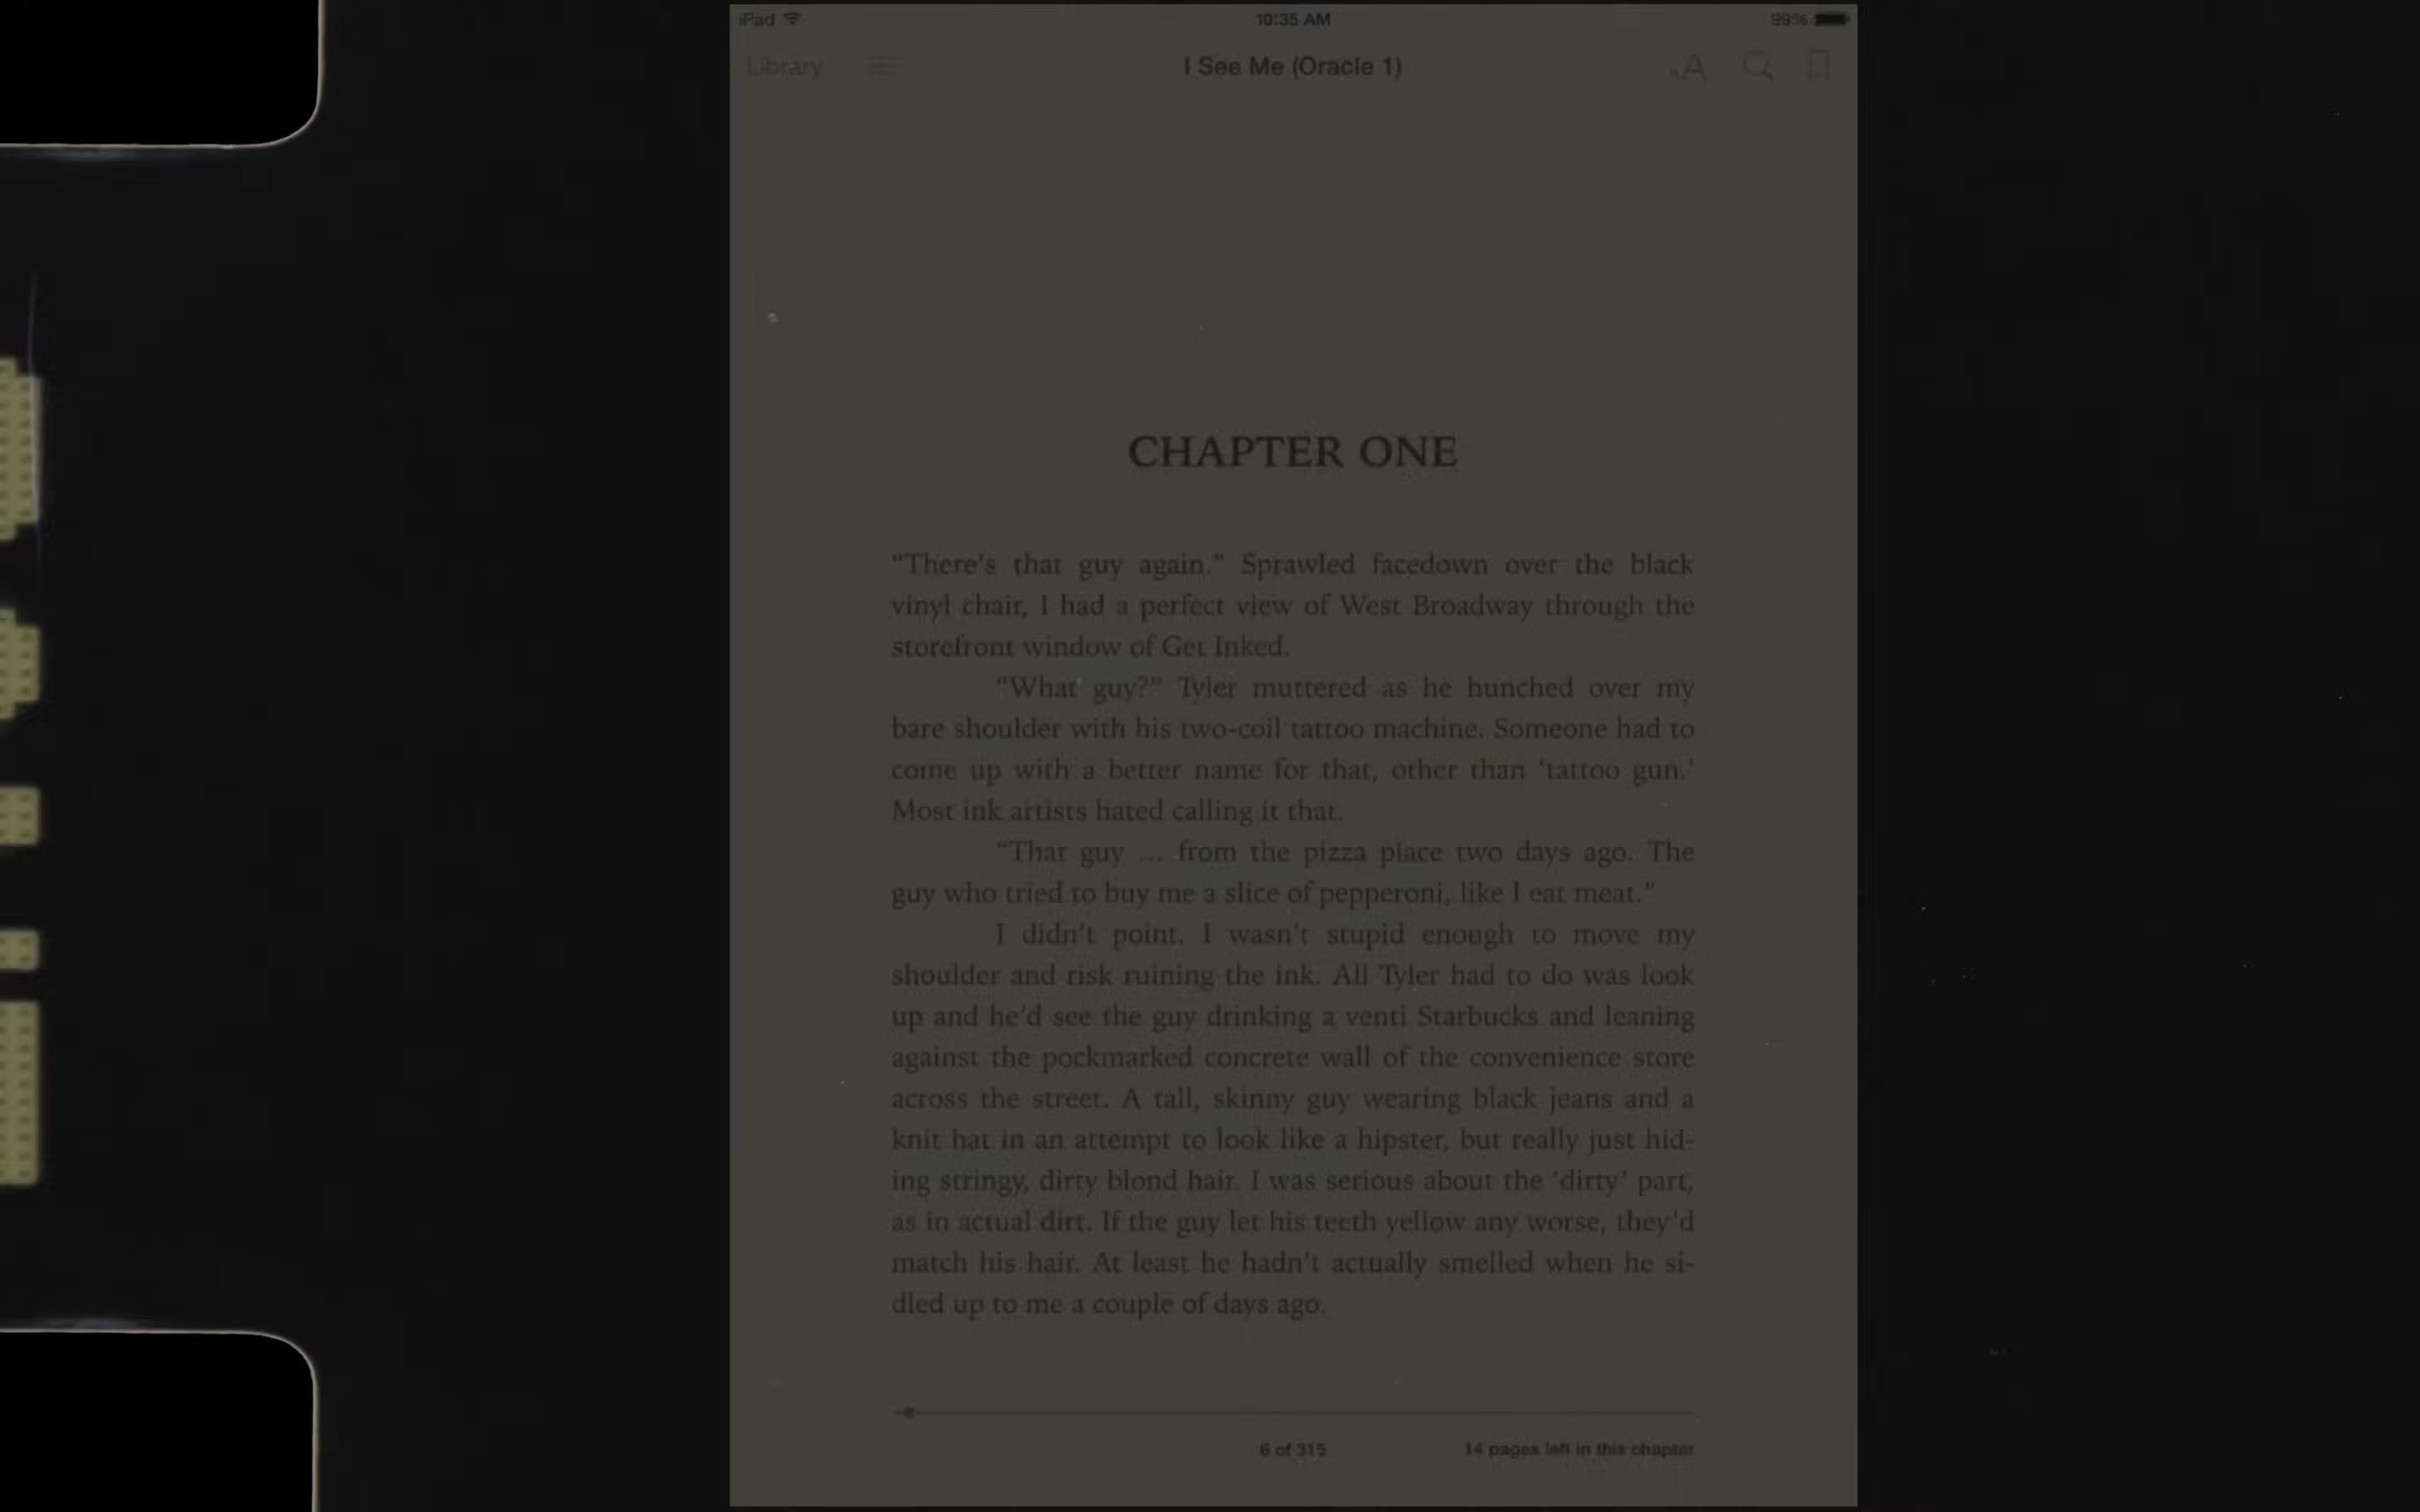 iPad 10:35 AM 99%
Library I See Me (Oracle 1) AA
CHAPTER ONE
“There’s that guy again.” Sprawled facedown over the black
vinyl chair, I had a perfect view of West Broadway through the
storefront window of Get Inked.
“What guy?” Tyler muttered as he hunched over my
bare shoulder with his two-coil tattoo machine. Someone had to
come up with a better name for that, other than ‘tattoo gun.’
Most ink artists hated calling it that.
“That guy ... from the pizza place two days ago. The
guy who tried to buy me a slice of pepperoni, like I eat meat.”
I didn’t point. I wasn’t stupid enough to move my
shoulder and risk ruining the ink. All Tyler had to do was look
up and he’d see the guy drinking a venti Starbucks and leaning
against the pockmarked concrete wall of the convenience store
across the street. A tall, skinny guy wearing black jeans and a
knit hat in an attempt to look like a hipster, but really just hid-
ing stringy, dirty blond hair. I was serious about the ‘dirty’ part,
as in actual dirt. If the guy let his teeth yellow any worse, they’d
match his hair. At least he hadn’t actually smelled when he si-
dled up to me a couple of days ago.
6 of 315 14 pages left in this chapter